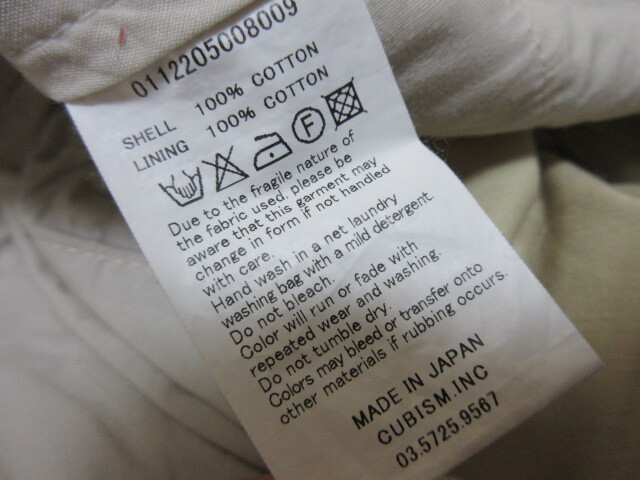 0112205008009
SHELL 100% COTTON
LINING 100% COTTON
F
Due to the fragile nature of
the fabric used, please be
aware that this garment may
change in form if not handled
with care.
Hand wash in a net laundry
washing bag with a mild detergent
Do not bleach.
Color will run or fade with
repeated wear and washing.
Do not tumble dry.
Colors may bleed or transfer onto
other materials if rubbing occurs.
MADE IN JAPAN
CUBISM.INC
03.5725.9567